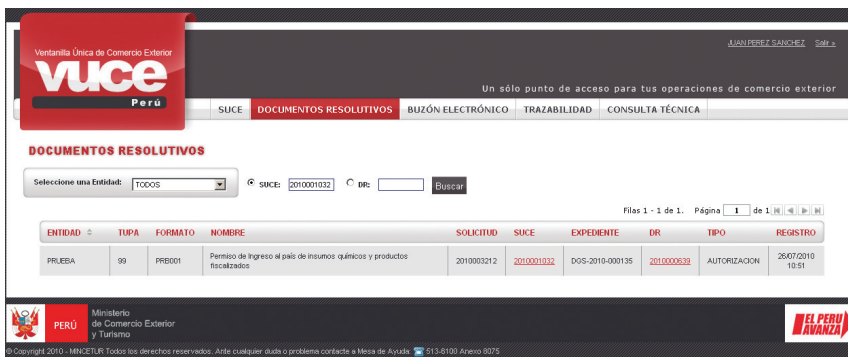 JUAN PEREZ SANCHEZ Salir »
Ventanilla Única de Comercio Exterior
vuce
Perú
Un sólo punto de acceso para tus operaciones de comercio exterior
SUCE DOCUMENTOS RESOLUTIVOS BUZÓN ELECTRÓNICO TRAZABILIDAD CONSULTA TÉCNICA
DOCUMENTOS RESOLUTIVOS
Seleccione una Entidad: TODOS SUCE: 2010001032 DR: Buscar
Filas 1 - 1 de 1. Página 1 de 1
ENTIDAD TUPA FORMATO NOMBRE SOLICITUD SUCE EXPEDIENTE DR TIPO REGISTRO
PRUEBA 99 PRB001 Permiso de Ingreso al país de insumos químicos y productos 2010003212 2010001032 DGS-2010-000135 2010000639 AUTORIZACION 26/07/2010
fiscalizados 10:51
PERÚ
Ministerio
de Comercio Exterior
y Turismo
EL PERU
AVANZA
© Copyright 2010 - MINCETUR Todos los derechos reservados. Ante cualquier duda o problema contacte a Mesa de Ayuda: 513-8100 Anexo 8075